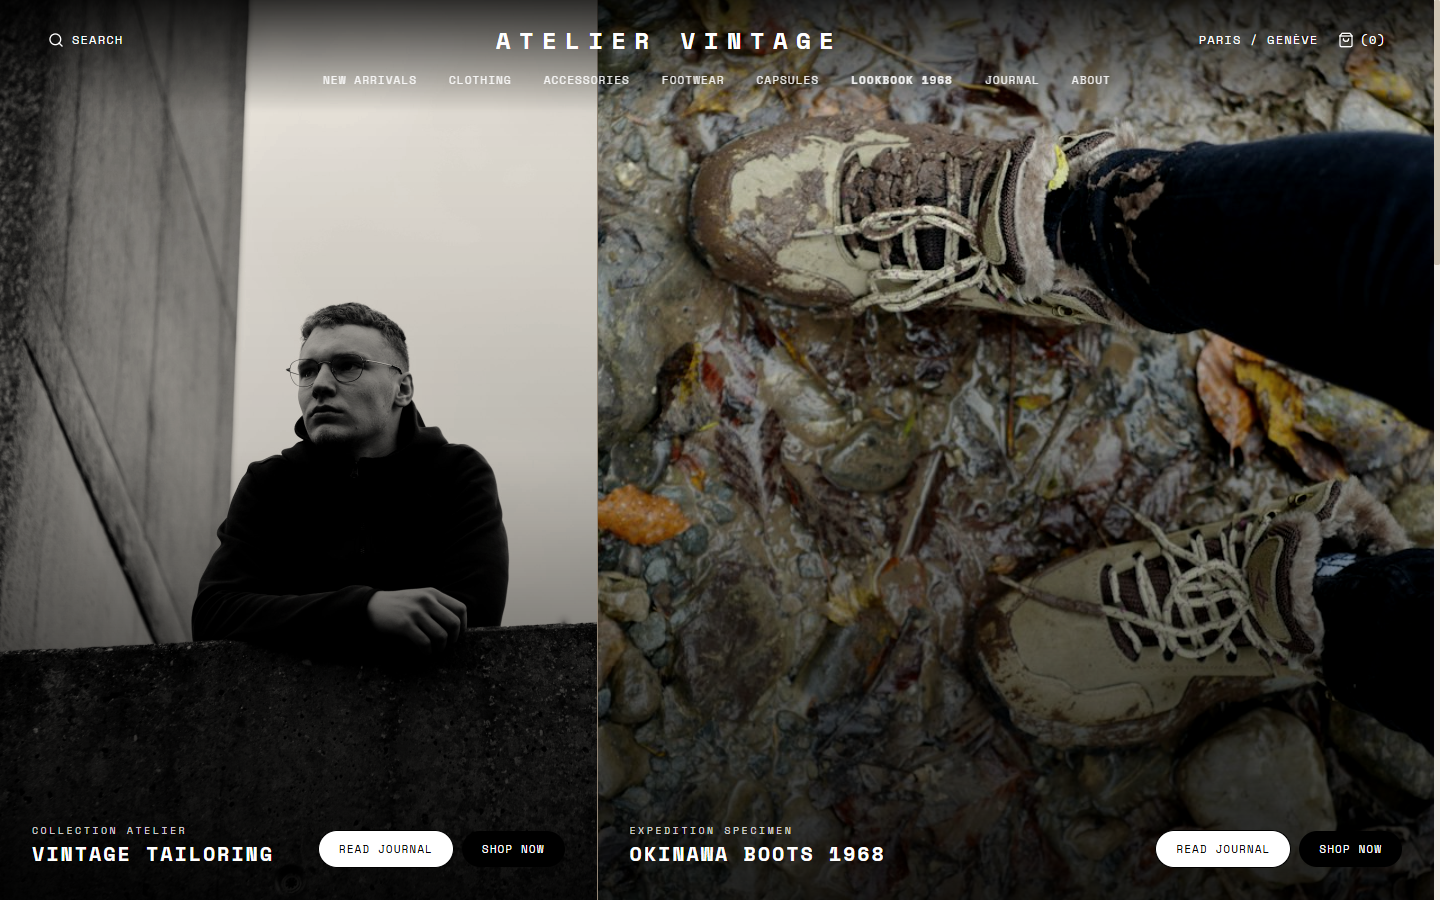 SEARCH
ATELIER VINTAGE
PARIS / GENÈVE
(0)
NEW ARRIVALS CLOTHING ACCESSORIES FOOTWEAR CAPSULES LOOKBOOK 1968 JOURNAL ABOUT
COLLECTION ATELIER
VINTAGE TAILORING
READ JOURNAL
SHOP NOW
EXPEDITION SPECIMEN
OKINAWA BOOTS 1968
READ JOURNAL
SHOP NOW